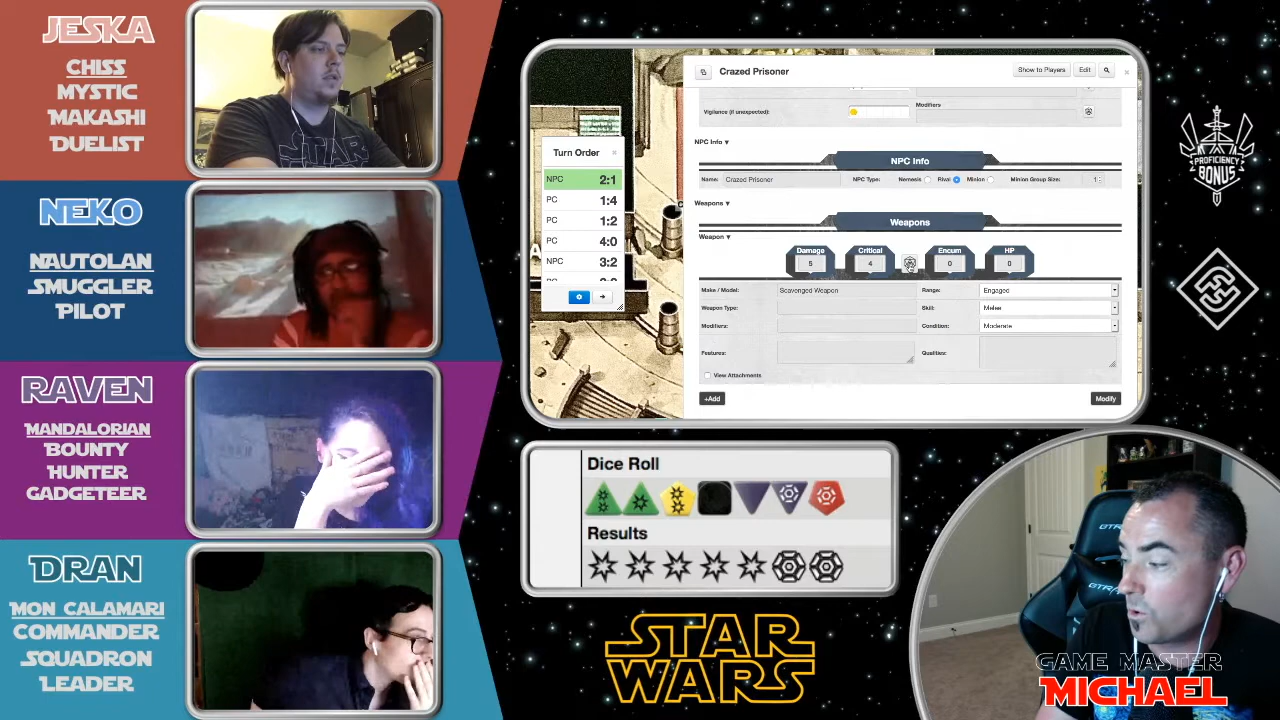 JESKA
CHISS
MYSTIC
MAKASHI
DUELIST
NEKO
NAUTOLAN
SMUGGLER
PILOT
RAVEN
MANDALORIAN
BOUNTY
HUNTER
GADGETEER
DRAN
MON CALAMARI
COMMANDER
SQUADRON
LEADER
Turn Order
NPC 2:1
PC 1:4
PC 1:2
PC 4:0
NPC 3:2
Crazed Prisoner
Show to Players Edit
Vigilance (if unexpected):
Modifiers
NPC Info
NPC Info
Name: Crazed Prisoner NPC Type: Nemesis Rival Minion Minion Group Size: 1
Weapons
Weapons
Weapon
Damage Critical Encum HP
5 4 0 0
Make / Model: Scavenged Weapon Range: Engaged
Weapon Type: Skill: Melee
Modifiers: Condition: Moderate
Features: Qualities:
View Attachments
+Add Modify
Dice Roll
Results
STAR
WARS
PROFICIENCY
BONUS
GTRA
GTRA
GAME MASTER
MICHAEL